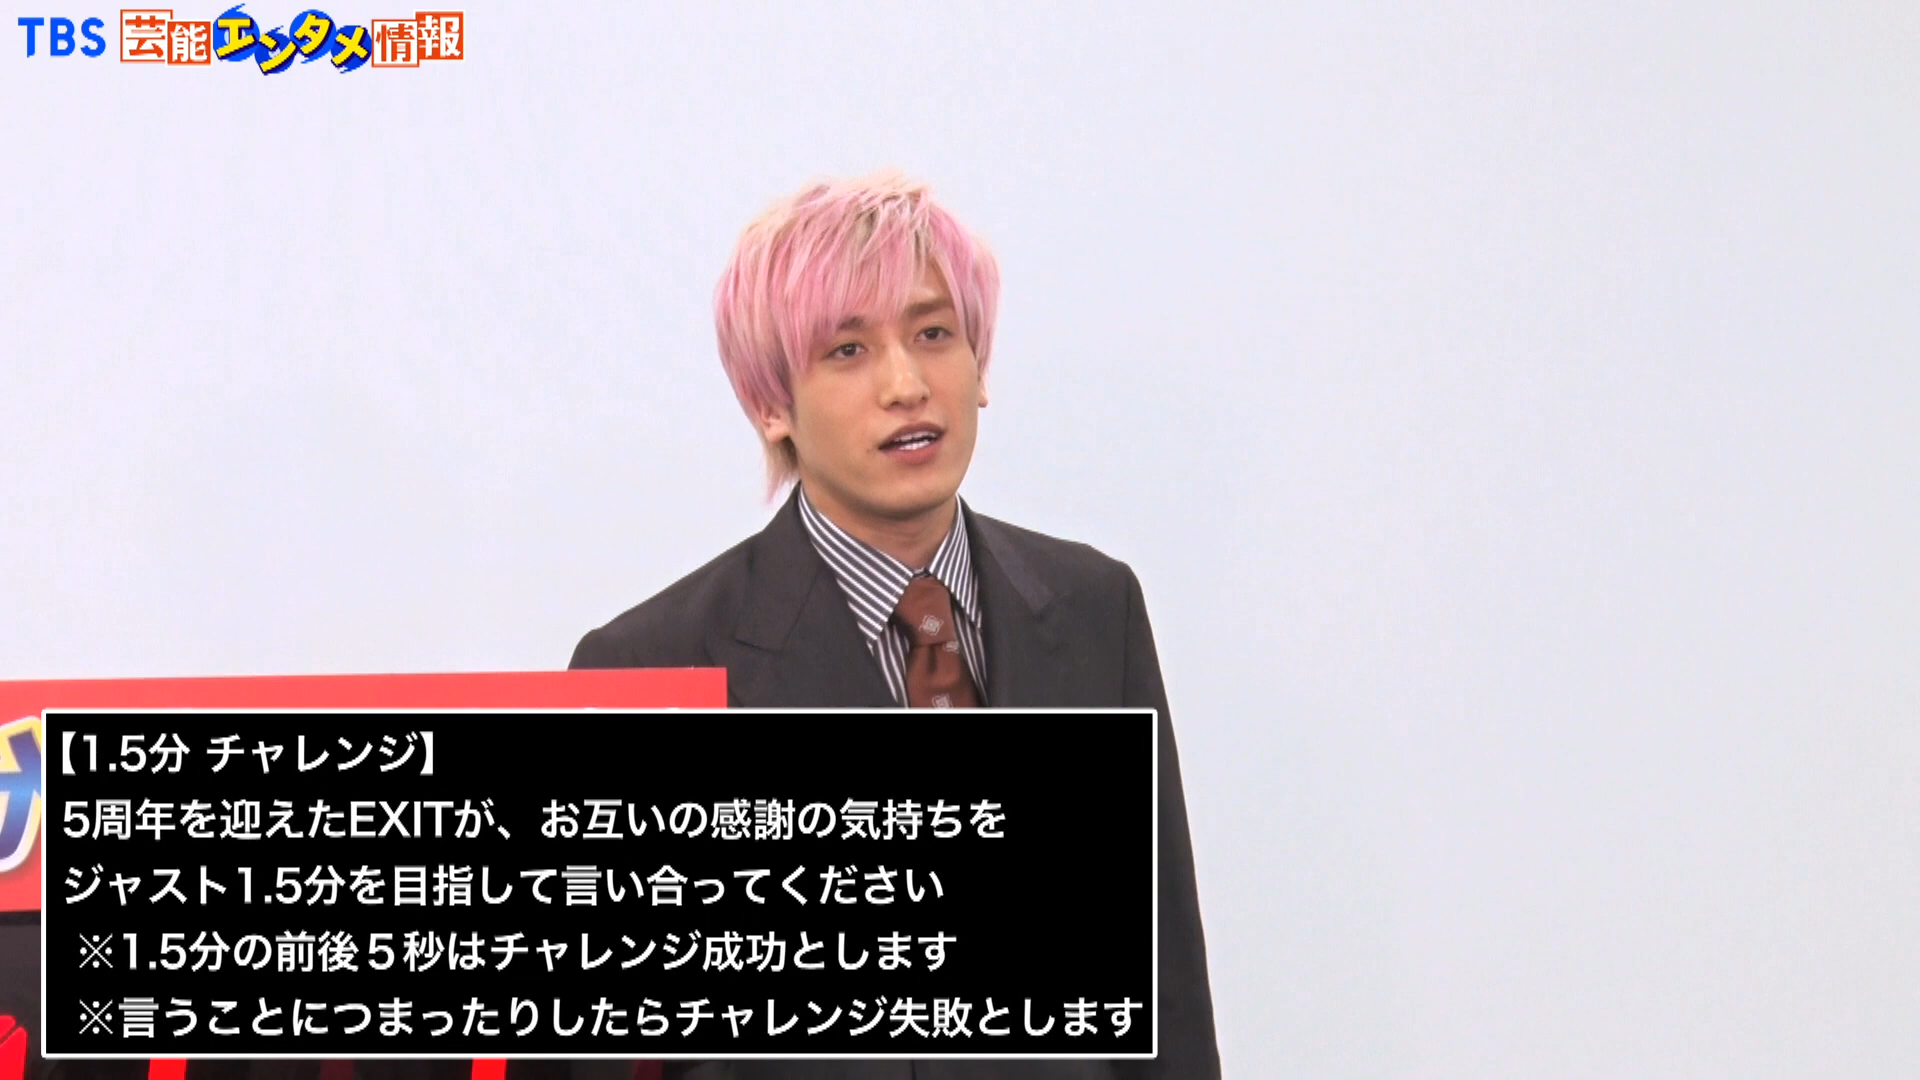 TBS 芸能エンタメ情報
【1.5分 チャレンジ】
5周年を迎えたEXITが、お互いの感謝の気持ちを
ジャスト1.5分を目指して言い合ってください
※1.5分の前後５秒はチャレンジ成功とします
※言うことにつまったりしたらチャレンジ失敗とします